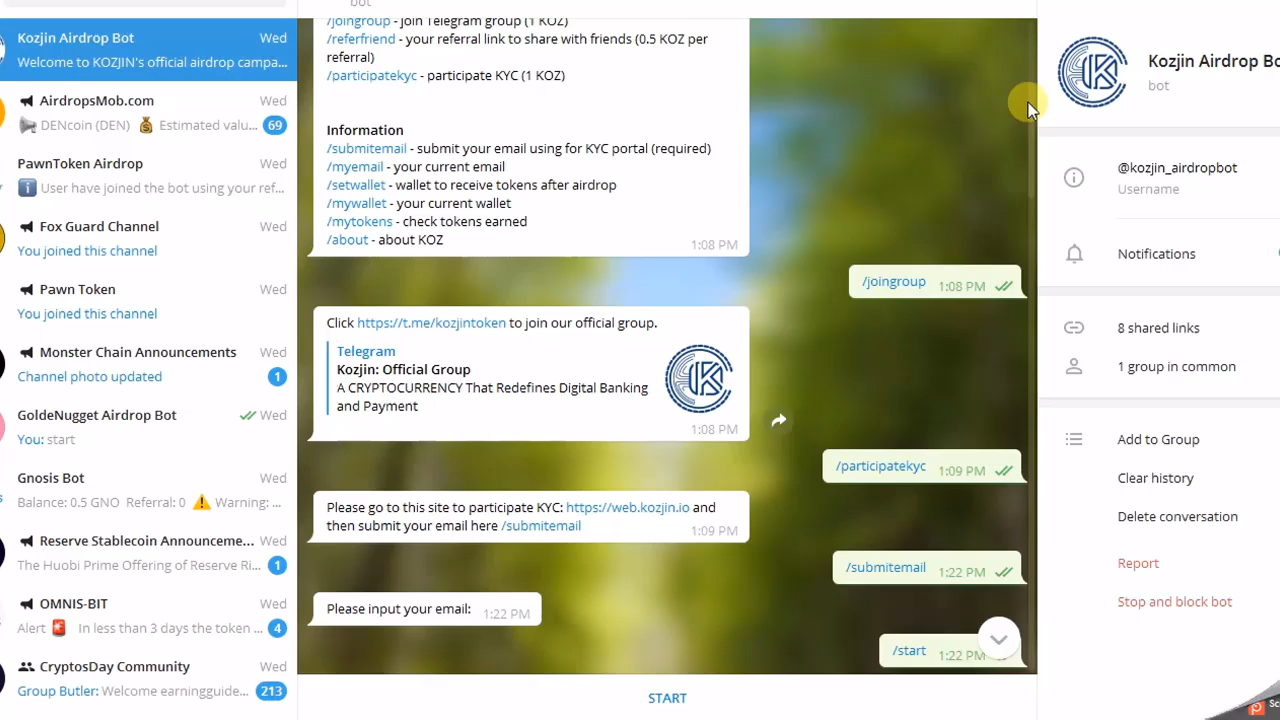 bot
Kozjin Airdrop Bot Wed
Welcome to KOZJIN's official airdrop campa...
AirdropsMob.com Wed
DENcoin (DEN) 💰 Estimated valu... 69
PawnToken Airdrop Wed
User have joined the bot using your ref...
Fox Guard Channel Wed
You joined this channel
Pawn Token Wed
You joined this channel
Monster Chain Announcements Wed
Channel photo updated 1
GoldeNugget Airdrop Bot Wed
You: start
Gnosis Bot Wed
Balance: 0.5 GNO Referral: 0 ⚠️ Warning: ...
Reserve Stablecoin Announceme... Wed
The Huobi Prime Offering of Reserve Ri... 1
OMNIS-BIT Wed
Alert 🚨 In less than 3 days the token ... 4
CryptosDay Community Wed
Group Butler: Welcome earningguide... 213
/joingroup - join Telegram group (1 KOZ)
/referfriend - your referral link to share with friends (0.5 KOZ per
referral)
/participatekyc - participate KYC (1 KOZ)
Information
/submitemail - submit your email using for KYC portal (required)
/myemail - your current email
/setwallet - wallet to receive tokens after airdrop
/mywallet - your current wallet
/mytokens - check tokens earned
/about - about KOZ
1:08 PM
/joingroup 1:08 PM
Click https://t.me/kozjintoken to join our official group.
Telegram
Kozjin: Official Group
A CRYPTOCURRENCY That Redefines Digital Banking
and Payment
1:08 PM
/participatekyc 1:09 PM
Please go to this site to participate KYC: https://web.kozjin.io and
then submit your email here /submitemail
1:09 PM
/submitemail 1:22 PM
Please input your email: 1:22 PM
/start 1:22 PM
START
Kozjin Airdrop Bo
bot
@kozjin_airdropbot
Username
Notifications
8 shared links
1 group in common
Add to Group
Clear history
Delete conversation
Report
Stop and block bot
Sc